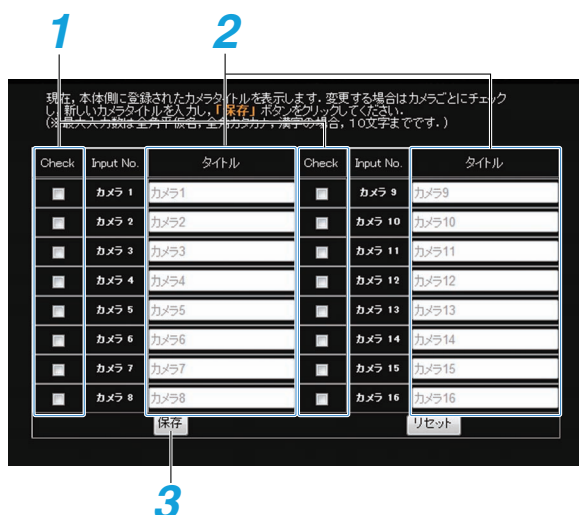 1 2
現在，本体側に登録されたカメラタイトルを表示します．変更する場合はカメラごとにチェック
し，新しいカメラタイトルを入力し，「保存」ボタンをクリックしてください．
(※最大入力数は全角平仮名，全角カタカナ，漢字の場合，10文字までです．)
Check Input No. タイトル Check Input No. タイトル
カメラ 1 カメラ1 カメラ 9 カメラ9
カメラ 2 カメラ2 カメラ 10 カメラ10
カメラ 3 カメラ3 カメラ 11 カメラ11
カメラ 4 カメラ4 カメラ 12 カメラ12
カメラ 5 カメラ5 カメラ 13 カメラ13
カメラ 6 カメラ6 カメラ 14 カメラ14
カメラ 7 カメラ7 カメラ 15 カメラ15
カメラ 8 カメラ8 カメラ 16 カメラ16
保存 リセット
3